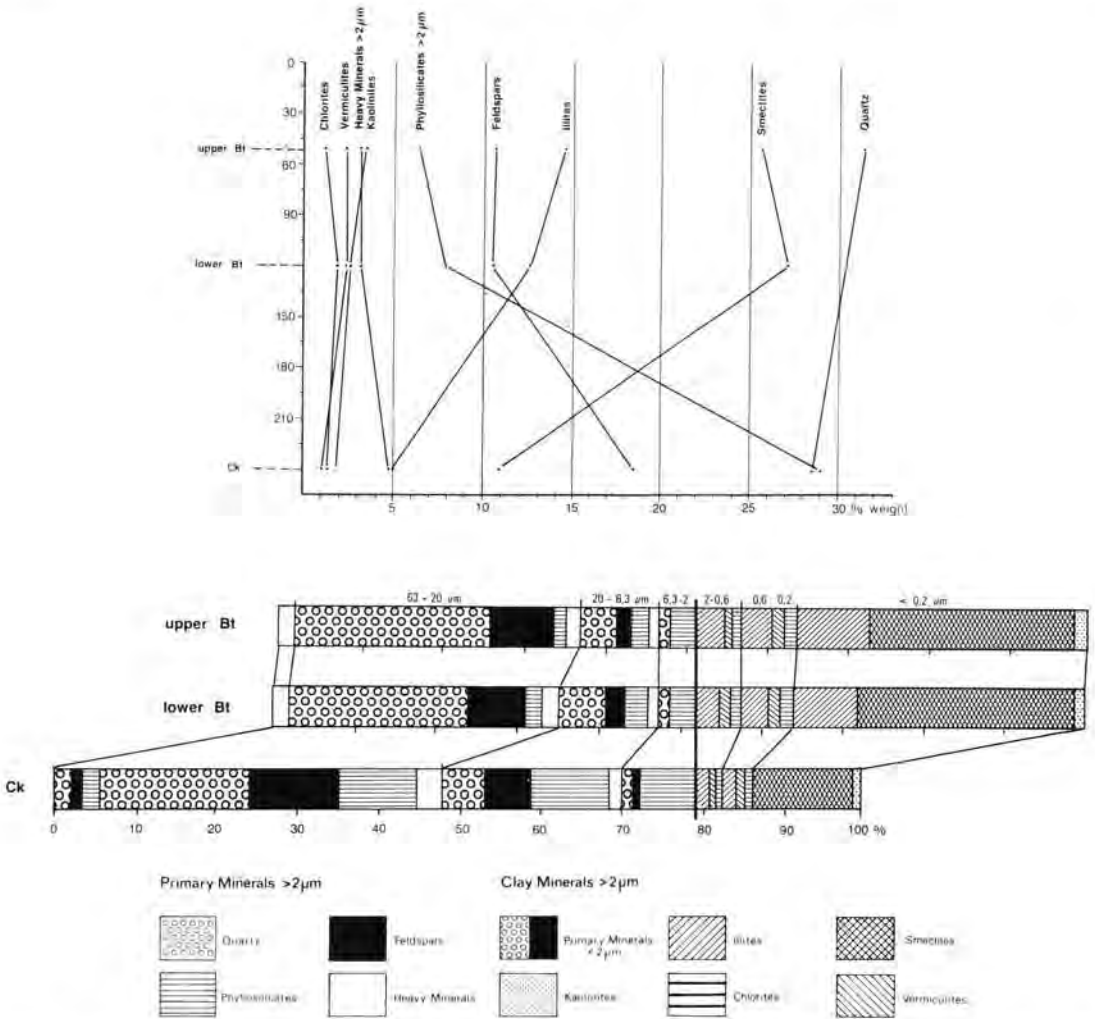 Chlorites
Vermiculites
Heavy Minerals >2µm
Kaolinites
Phyllosilicates >2µm
Feldspars
Illites
Smectites
Quartz
0
30
upper Bt
60
90
lower Bt
150
180
210
Ck
0
5
10
15
20
25
30 % weight
63 - 20 µm
20 - 6,3 µm
6,3-2
2-0,6
0,6
0,2
< 0,2 µm
upper Bt
lower Bt
Ck
0
10
20
30
40
50
60
70
80
90
100 %
Primary Minerals >2µm
Clay Minerals >2µm
Quartz
Feldspars
Primary Minerals < 2µm
Illites
Smectites
Phyllosilicates
Heavy Minerals
Kaolinites
Chlorites
Vermiculites